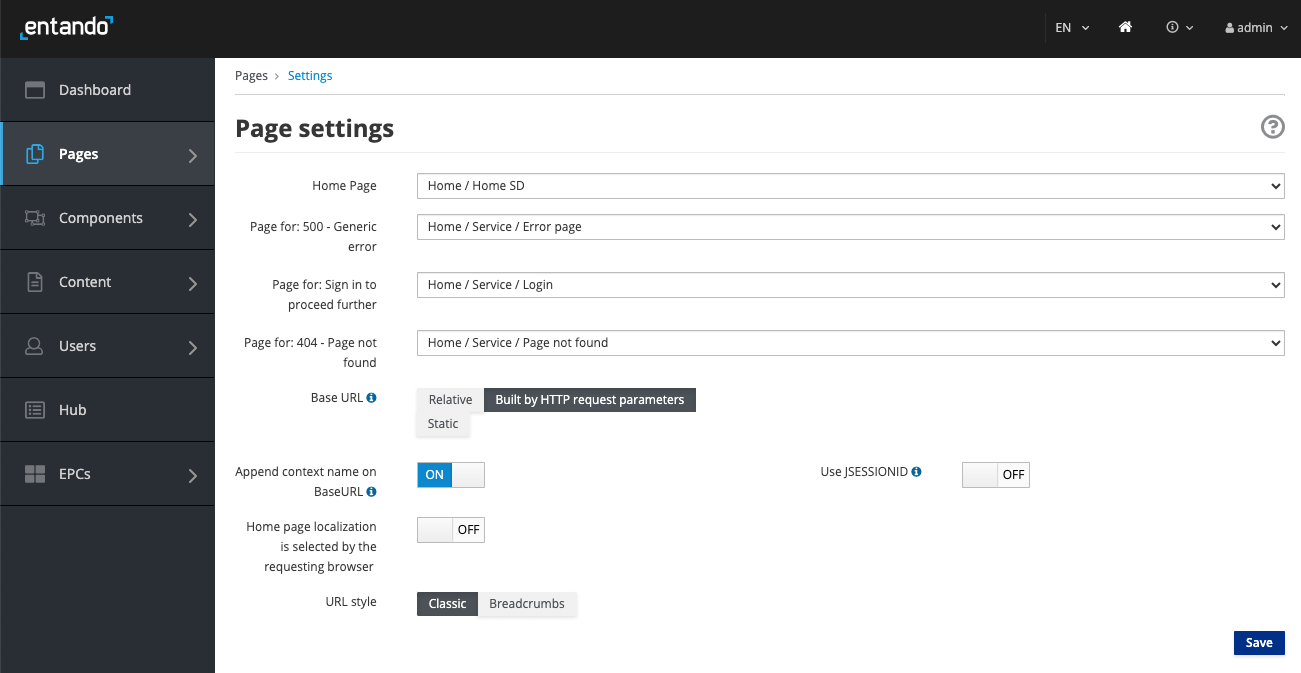 entando
EN
admin
Dashboard
Pages
Components
Content
Users
Hub
EPCs
Pages > Settings
Page settings
Home Page
Home / Home SD
Page for: 500 - Generic
error
Home / Service / Error page
Page for: Sign in to
proceed further
Home / Service / Login
Page for: 404 - Page not
found
Home / Service / Page not found
Base URL
Relative
Built by HTTP request parameters
Static
Append context name on
BaseURL
ON
Use JSESSIONID
OFF
Home page localization
is selected by the
requesting browser
OFF
URL style
Classic
Breadcrumbs
Save